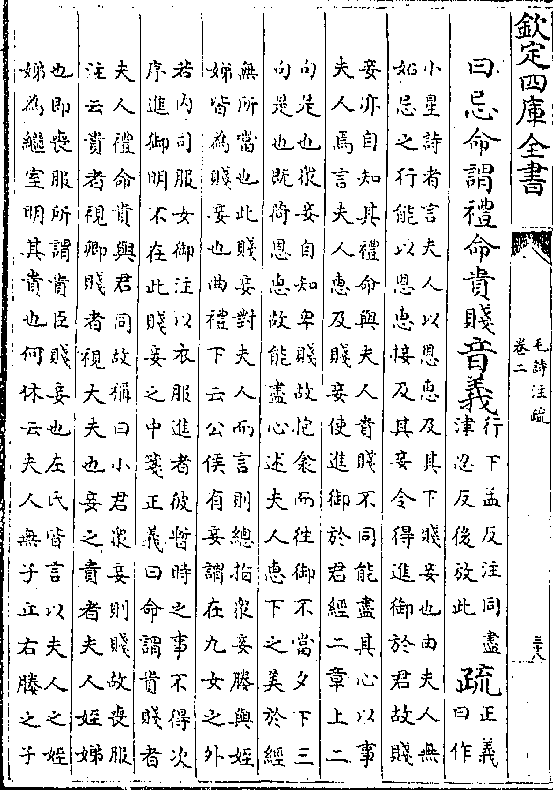 欽定四庫全書
毛詩注疏
卷二
三十八
曰忌命謂禮命貴賤音義行下孟反注同盡
津忍反後放此疏正義
曰作
小星詩者言夫人以恩惠及其下賤妾也由夫人無
妬忌之行能以恩惠接及其妾令得進御於君故賤
妾亦自知其禮命與夫人貴賤不同能盡其心以事
夫人焉言夫人惠及賤妾使進御於君經二章上二
句是也衆妾自知卑賤故抱衾而往御不當夕下三
句是也既荷恩惠故能盡心述夫人惠下之美於經
無所當也此賤妾對夫人而言則總指衆妾媵與姪
娣皆為賤妾也曲禮下云公侯有妾謂在九女之外
若内司服女御注以衣服進者彼暫時之事不得次
序進御明不在此賤妾之中箋正義曰命謂貴賤者
夫人禮命貴與君同故稱曰小君衆妾則賤故喪服
注云貴者視卿賤者視大夫也妾之貴者夫人姪娣
也即喪服所謂貴臣賤妾也左氏皆言以夫人之姪
娣為繼室明其貴也何休云夫人無子立右媵之子